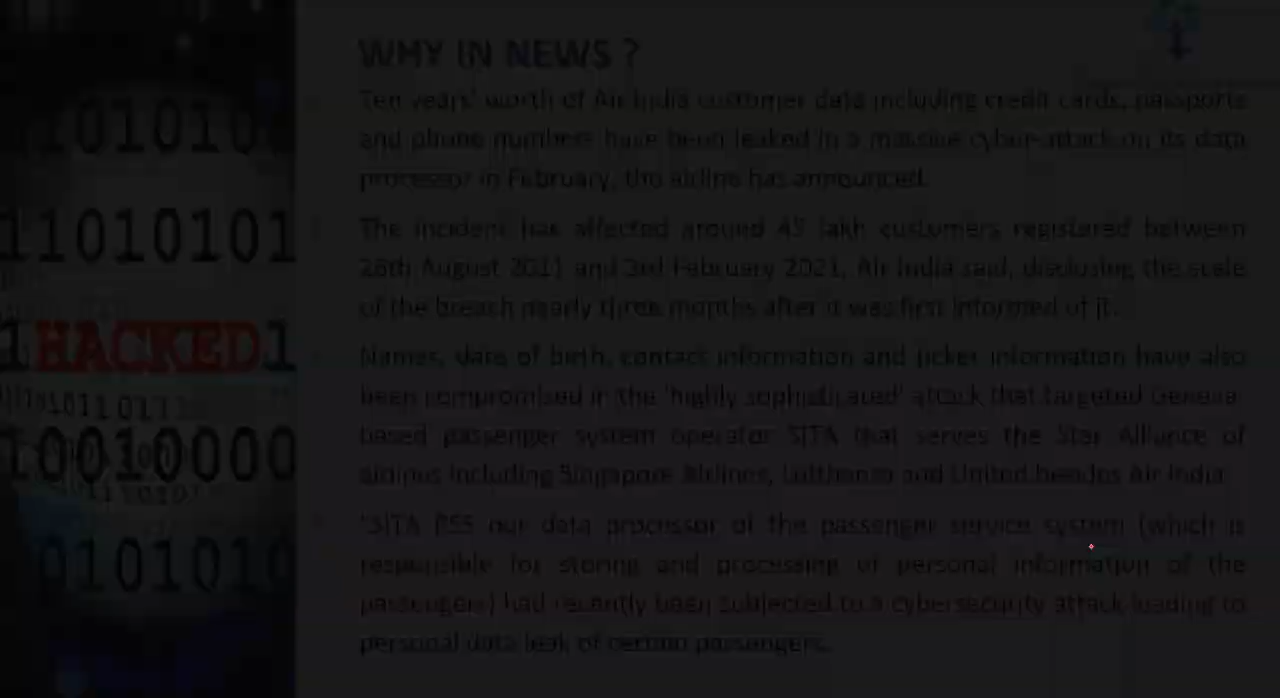 WHY IN NEWS ?
Ten years' worth of Air India customer data including credit cards, passports
and phone numbers have been leaked in a massive cyber-attack on its data
processor in February, the airline has announced.
The incident has affected around 45 lakh customers registered between
26th August 2011 and 3rd February 2021, Air India said, disclosing the scale
of the breach nearly three months after it was first informed of it.
Names, date of birth, contact information and ticket information have also
been compromised in the 'highly sophisticated' attack that targeted Geneva-
based passenger system operator SITA that serves the Star Alliance of
airlines including Singapore Airlines, Lufthansa and United besides Air India
"SITA PSS our data processor of the passenger service system (which is
responsible for storing and processing of personal information of the
passengers) had recently been subjected to a cybersecurity attack leading to
personal data leak of certain passengers.
101010
11010101
1HACKED1
10010000
0101010